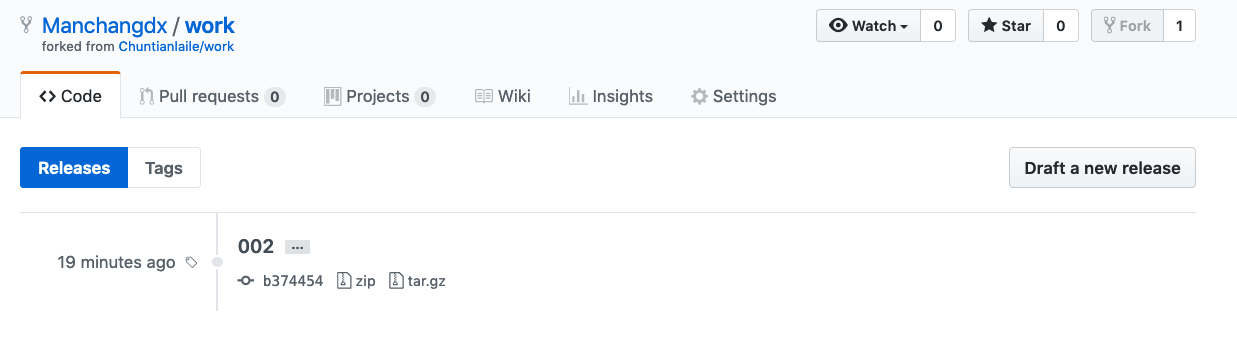 Manchangdx / work
forked from Chuntianlaile/work
Watch 0 Star 0 Fork 1
Code Pull requests 0 Projects 0 Wiki Insights Settings
Releases Tags Draft a new release
002 ...
19 minutes ago
b374454 zip tar.gz